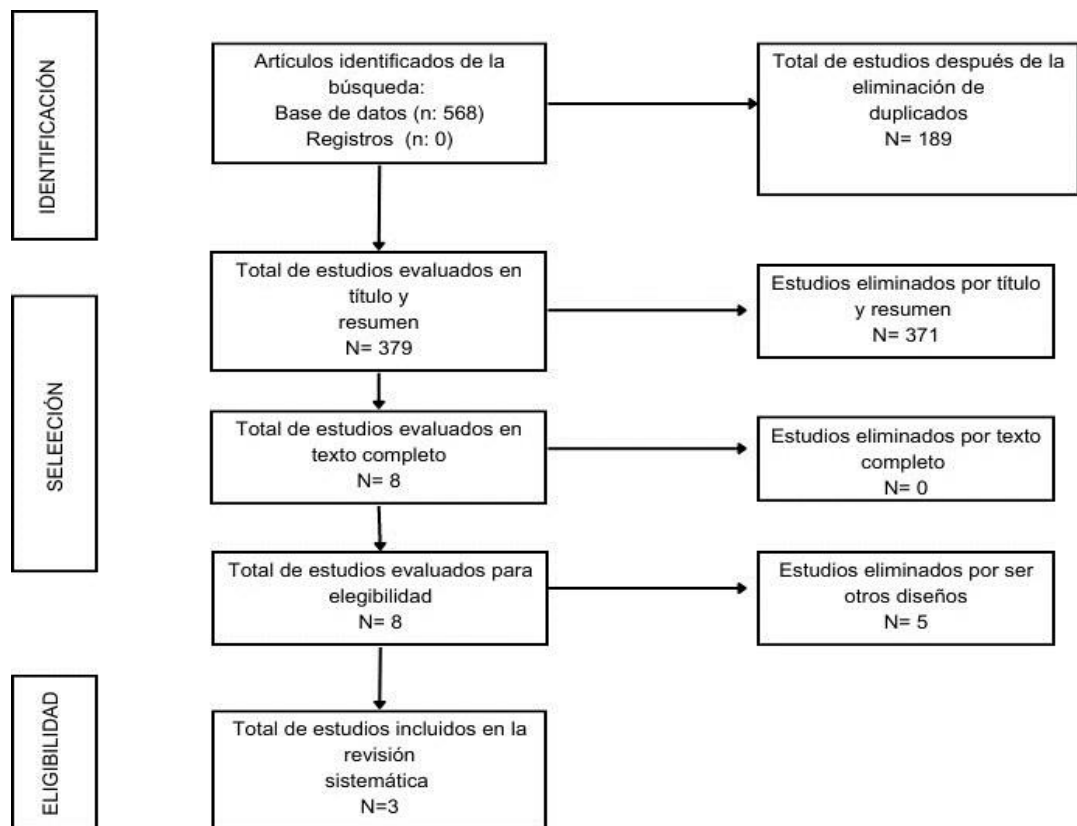 IDENTIFICACIÓN
Artículos identificados de la
búsqueda:
Base de datos (n: 568)
Registros (n: 0)
Total de estudios después de la
eliminación de
duplicados
N= 189
SELEECIÓN
Total de estudios evaluados en
título y
resumen
N= 379
Estudios eliminados por título
y resumen
N= 371
Total de estudios evaluados en
texto completo
N= 8
Estudios eliminados por texto
completo
N= 0
Total de estudios evaluados para
elegibilidad
N= 8
Estudios eliminados por ser
otros diseños
N= 5
ELIGIBILIDAD
Total de estudios incluidos en la
revisión
sistemática
N=3